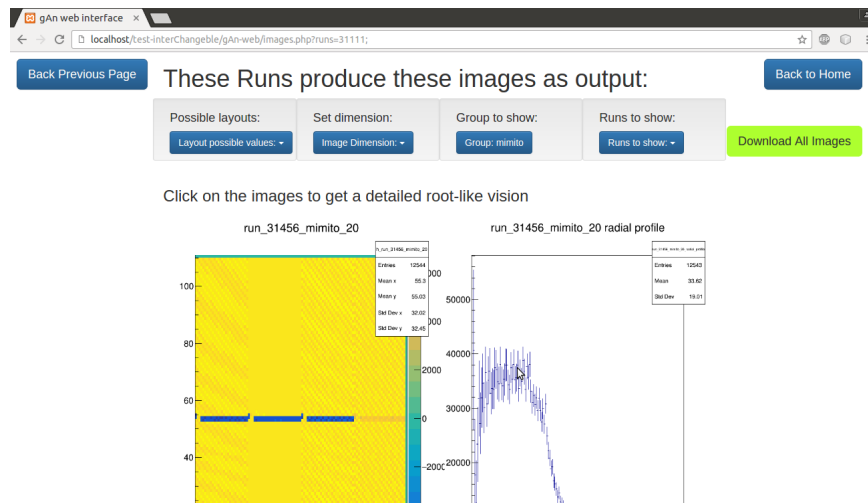 gAn web interface
localhost/test-interChangeble/gAn-web/images.php?runs=31111;
Back Previous Page
These Runs produce these images as output:
Back to Home
Possible layouts:
Set dimension:
Group to show:
Runs to show:
Layout possible values:
Image Dimension:
Group: mimito
Runs to show:
Download All Images
Click on the images to get a detailed root-like vision
run_31456_mimito_20
h_run_31456_mimito_20
Entries 12544
Mean x 55.3
Mean y 55.03
Std Dev x 32.02
Std Dev y 32.45
100
80
60
40
000
000
2000
0
-2000
run_31456_mimito_20 radial profile
Entries 12543
Mean 33.62
Std Dev 19.01
50000
40000
30000
20000